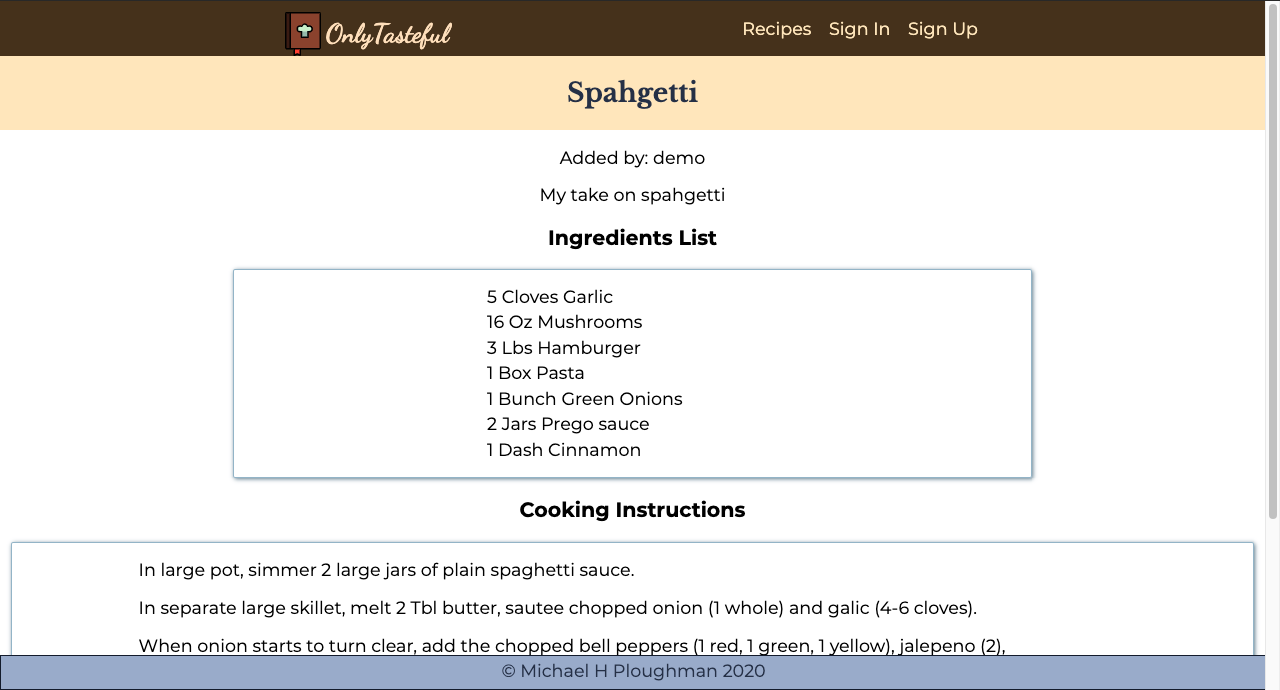 OnlyTasteful
Recipes Sign In Sign Up
Spahgetti
Added by: demo
My take on spahgetti
Ingredients List
5 Cloves Garlic
16 Oz Mushrooms
3 Lbs Hamburger
1 Box Pasta
1 Bunch Green Onions
2 Jars Prego sauce
1 Dash Cinnamon
Cooking Instructions
In large pot, simmer 2 large jars of plain spaghetti sauce.
In separate large skillet, melt 2 Tbl butter, sautee chopped onion (1 whole) and galic (4-6 cloves).
When onion starts to turn clear, add the chopped bell peppers (1 red, 1 green, 1 yellow), jalepeno (2),
© Michael H Ploughman 2020